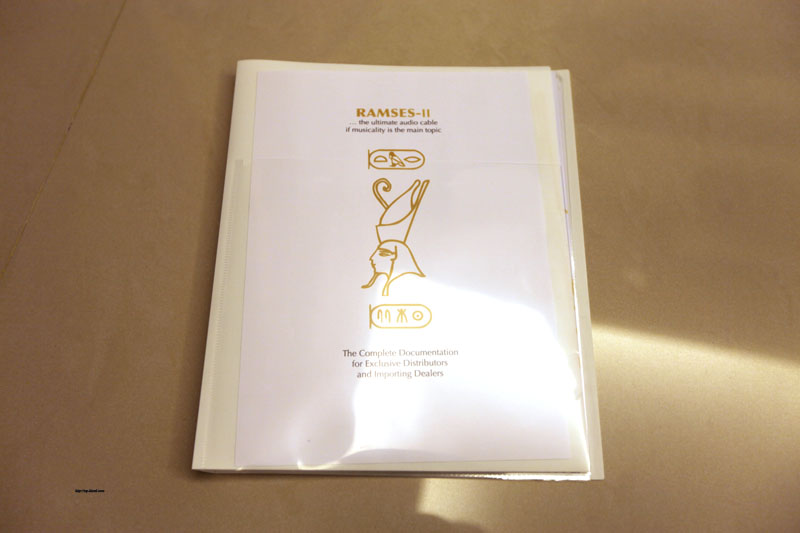 RAMSES-II
... the ultimate audio cable
if musicality is the main topic
The Complete Documentation
for Exclusive Distributors
and Importing Dealers